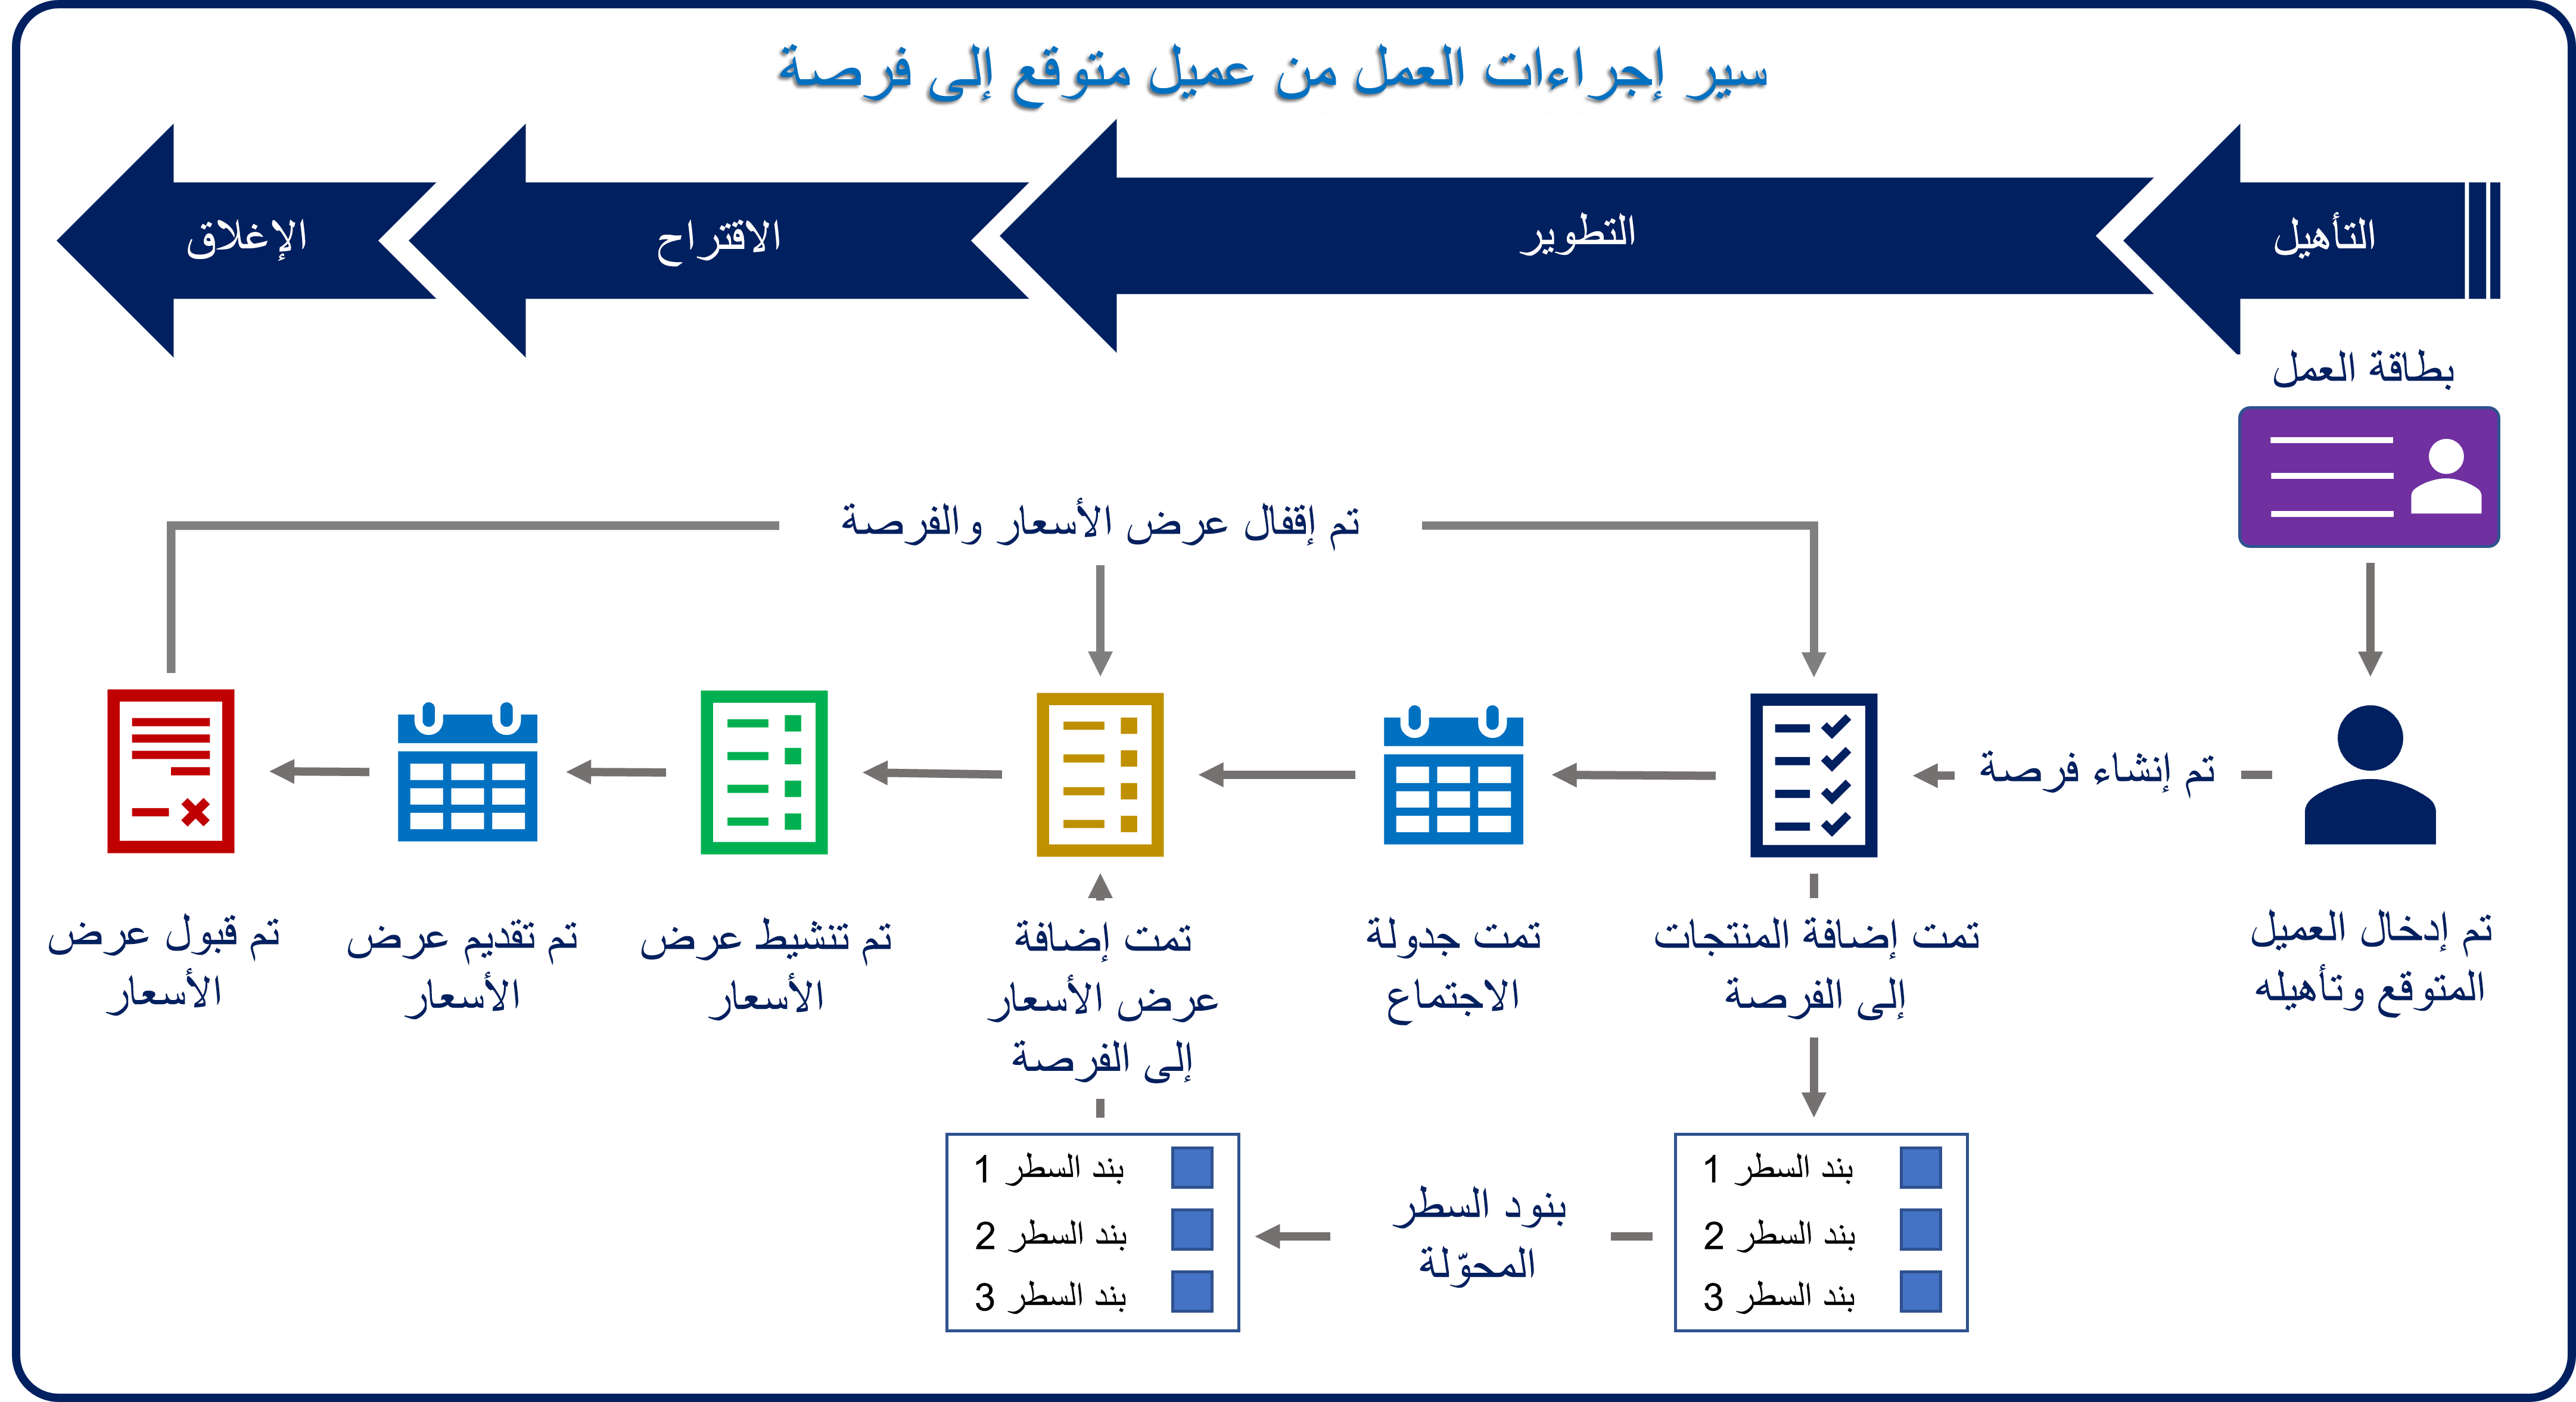 سير إجراءات العمل من عميل متوقع إلى فرصة
التأهيل
التطوير
الاقتراح
الإغلاق
بطاقة العمل
تم إقفال عرض الأسعار والفرصة
تم إنشاء فرصة
تم إدخال العميل
المتوقع وتأهيله
تمت إضافة المنتجات
إلى الفرصة
تمت جدولة
الاجتماع
تمت إضافة
عرض الأسعار
إلى الفرصة
تم تنشيط عرض
الأسعار
تم تقديم عرض
الأسعار
تم قبول عرض
الأسعار
بند السطر 1
بند السطر 2
بند السطر 3
بنود السطر
المحوّلة
بند السطر 1
بند السطر 2
بند السطر 3